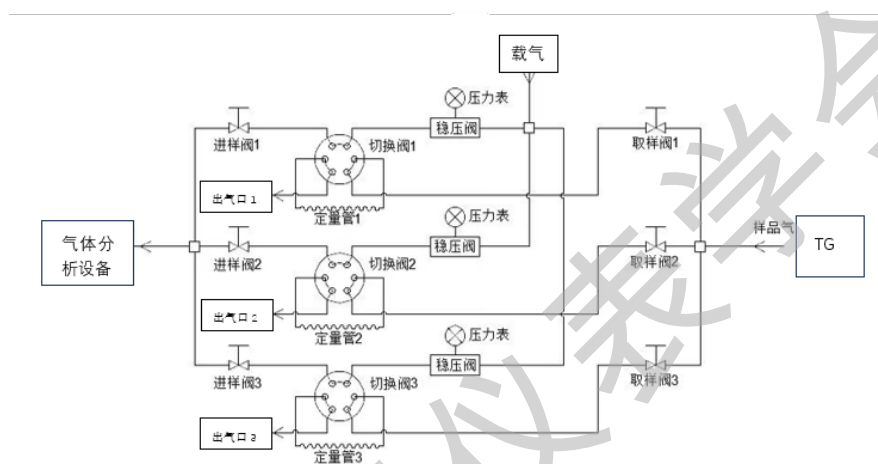 载气
压力表
稳压阀
进样阀1
切换阀1
取样阀1
出气口 1
定量管1
压力表
稳压阀
样品气
TG
气体分
析设备
进样阀2
切换阀2
取样阀2
出气口 2
定量管2
压力表
稳压阀
进样阀3
切换阀3
取样阀3
出气口 3
定量管3
仪表学会